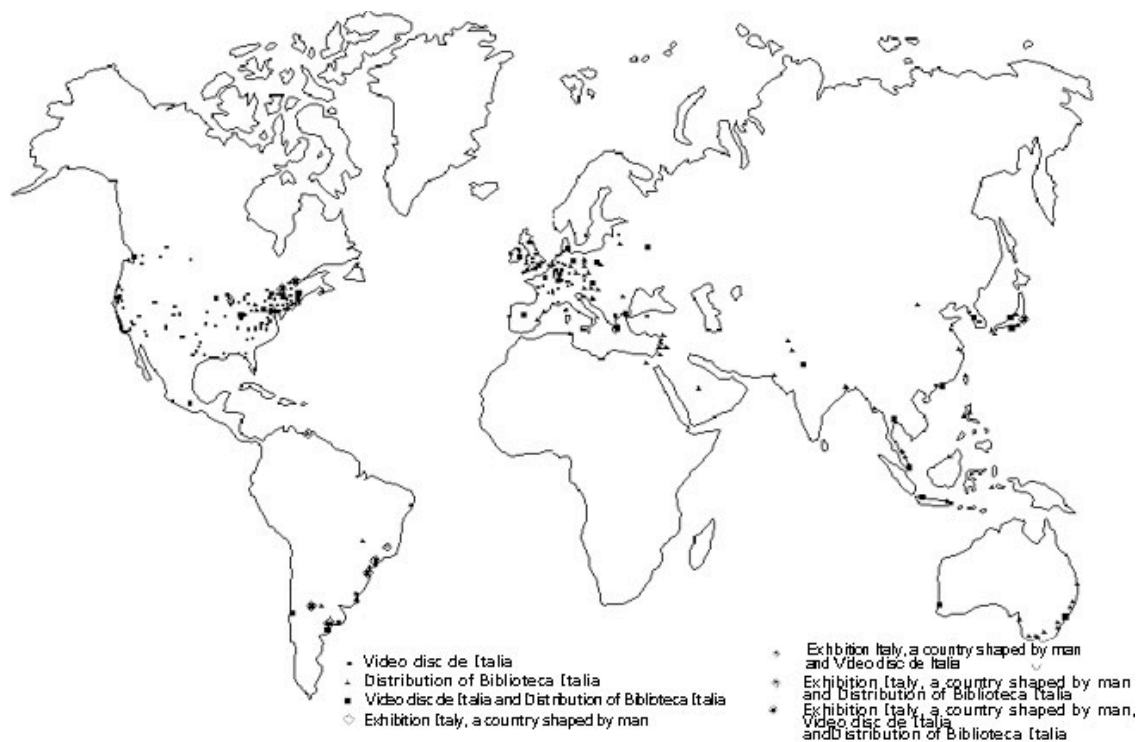 Video disc de Italia
Distribution of Biblioteca Italia
Video disc de Italia and Distribution of Biblioteca Italia
Exhibition Italy, a country shaped by man
Exhbition Italy, a country shaped by man
and Video disc de Italia
Exhibition Italy, a country shaped by man
and Distribution of Biblioteca Italia
Exhibition Italy, a country shaped by man,
Video disc de Italia
andDistribution of Biblioteca Italia